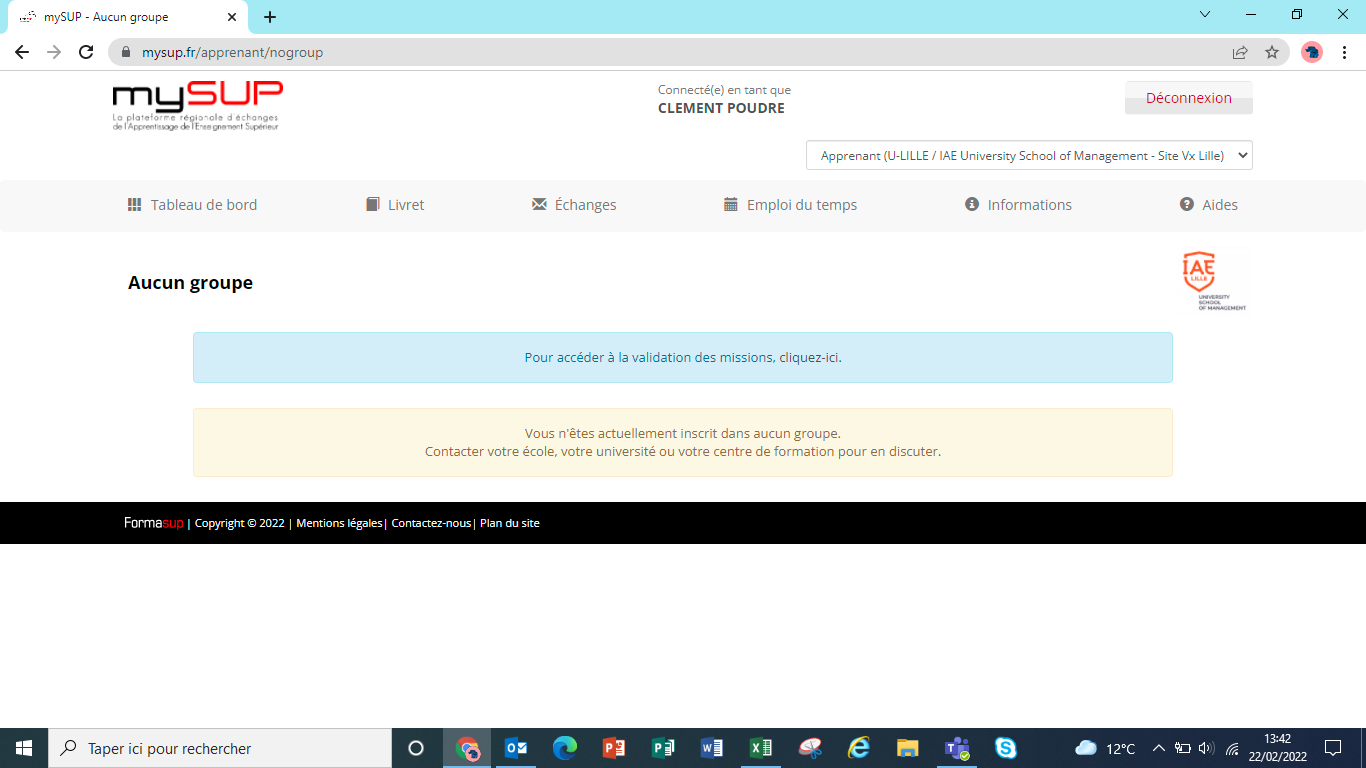 mySUP - Aucun groupe
mysup.fr/apprenant/nogroup
mySUP
La plateforme régionale d'échanges
de l'Apprentissage de l'Enseignement Supérieur
Connecté(e) en tant que
CLEMENT POUDRE
Déconnexion
Apprenant (U-LILLE / IAE University School of Management - Site Vx Lille)
Tableau de bord
Livret
Échanges
Emploi du temps
Informations
Aides
Aucun groupe
IAE
LILLE
UNIVERSITY
SCHOOL
OF MANAGEMENT
Pour accéder à la validation des missions, cliquez-ici.
Vous n'êtes actuellement inscrit dans aucun groupe.
Contacter votre école, votre université ou votre centre de formation pour en discuter.
Formasup | Copyright © 2022 | Mentions légales| Contactez-nous| Plan du site
Taper ici pour rechercher
12°C
13:42
22/02/2022